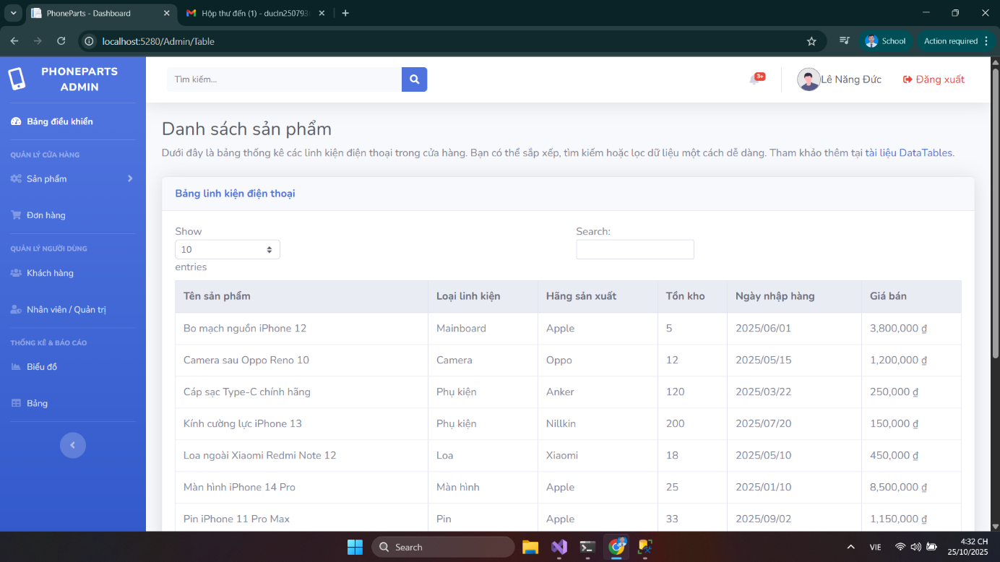 PhoneParts - Dashboard
Hộp thư đến (1) - ducln250793
localhost:5280/Admin/Table
School
Action required
PHONEPARTS
ADMIN
Tìm kiếm...
3+
Lê Năng Đức
Đăng xuất
Bảng điều khiển
QUẢN LÝ CỬA HÀNG
Sản phẩm
Đơn hàng
QUẢN LÝ NGƯỜI DÙNG
Khách hàng
Nhân viên / Quản trị
THỐNG KÊ & BÁO CÁO
Biểu đồ
Bảng
Danh sách sản phẩm
Dưới đây là bảng thống kê các linh kiện điện thoại trong cửa hàng. Bạn có thể sắp xếp, tìm kiếm hoặc lọc dữ liệu một cách dễ dàng. Tham khảo thêm tại tài liệu DataTables.
Bảng linh kiện điện thoại
Show
10
entries
Search:
Tên sản phẩm Loại linh kiện Hãng sản xuất Tồn kho Ngày nhập hàng Giá bán
Bo mạch nguồn iPhone 12 Mainboard Apple 5 2025/06/01 3,800,000 ₫
Camera sau Oppo Reno 10 Camera Oppo 12 2025/05/15 1,200,000 ₫
Cáp sạc Type-C chính hãng Phụ kiện Anker 120 2025/03/22 250,000 ₫
Kính cường lực iPhone 13 Phụ kiện Nillkin 200 2025/07/20 150,000 ₫
Loa ngoài Xiaomi Redmi Note 12 Loa Xiaomi 18 2025/05/10 450,000 ₫
Màn hình iPhone 14 Pro Màn hình Apple 25 2025/01/10 8,500,000 ₫
Pin iPhone 11 Pro Max Pin Apple 33 2025/09/02 1,150,000 ₫
Search
VIE
4:32 CH
25/10/2025